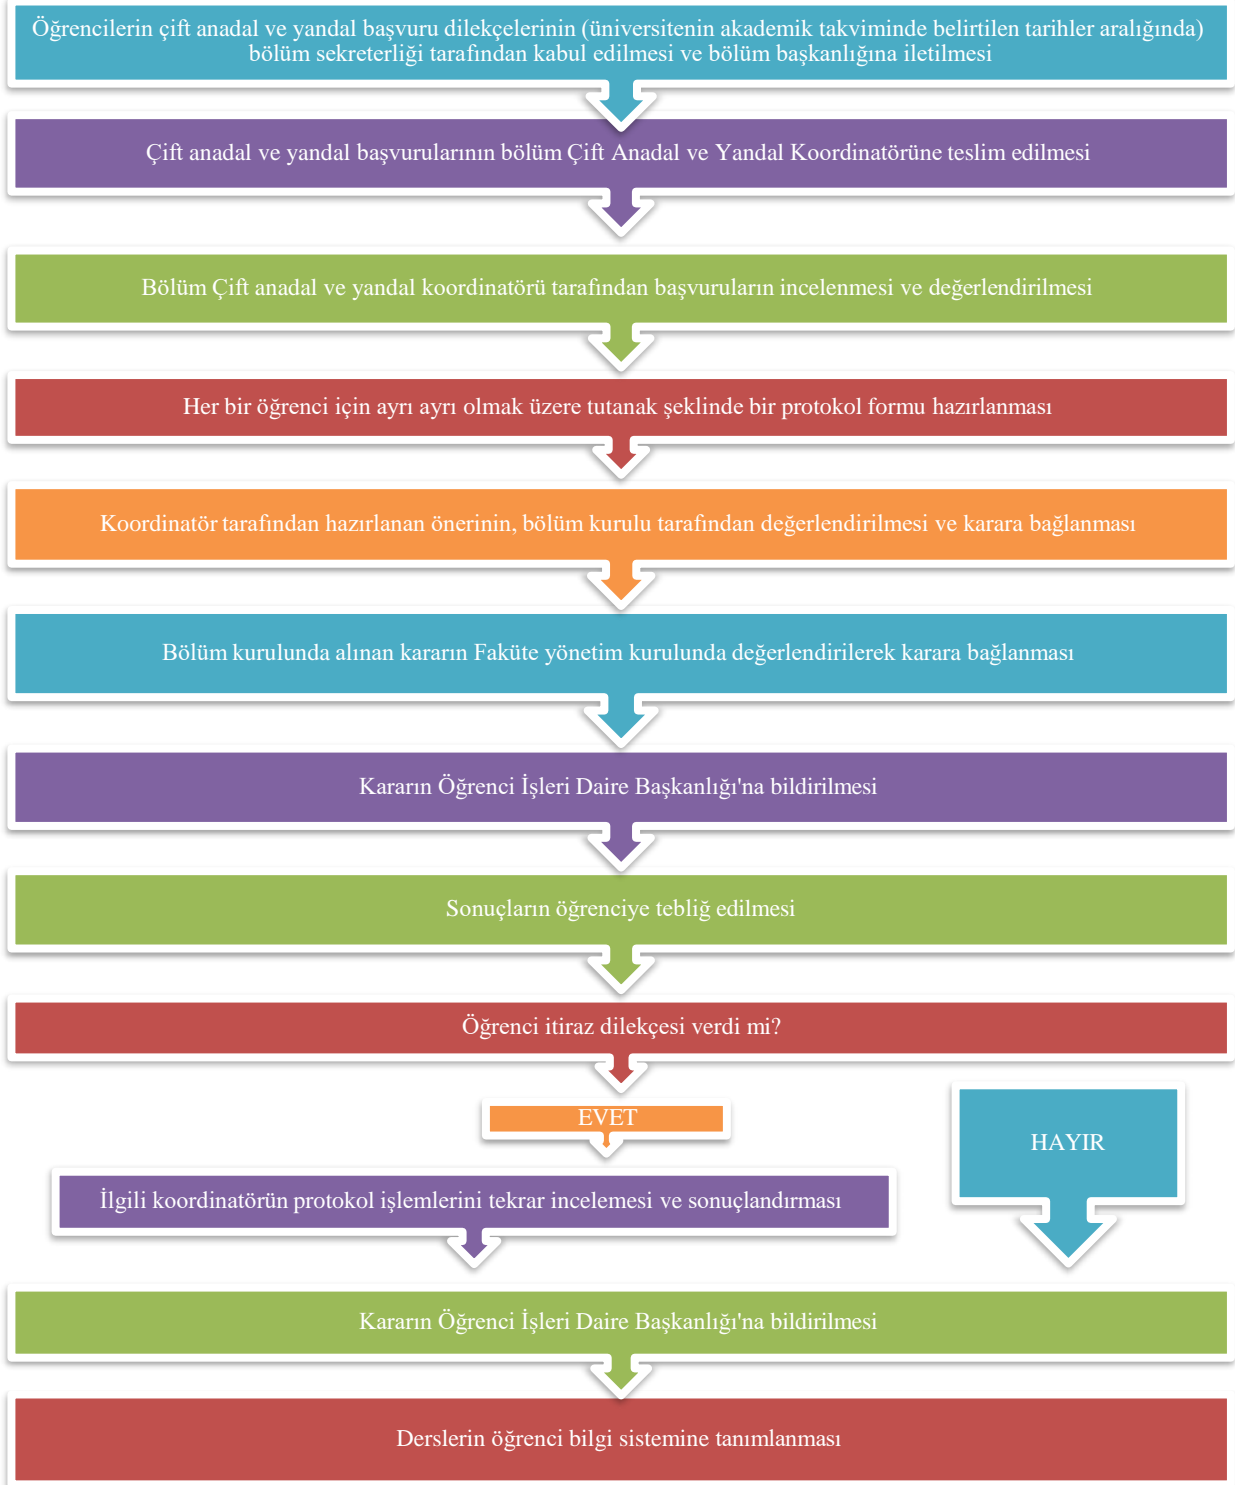 Öğrencilerin çift anadal ve yandal başvuru dilekçelerinin (üniversitenin akademik takviminde belirtilen tarihler aralığında)
bölüm sekreterliği tarafından kabul edilmesi ve bölüm başkanlığına iletilmesi
Çift anadal ve yandal başvurularının bölüm Çift Anadal ve Yandal Koordinatörüne teslim edilmesi
Bölüm Çift anadal ve yandal koordinatörü tarafından başvuruların incelenmesi ve değerlendirilmesi
Her bir öğrenci için ayrı ayrı olmak üzere tutanak şeklinde bir protokol formu hazırlanması
Koordinatör tarafından hazırlanan önerinin, bölüm kurulu tarafından değerlendirilmesi ve karara bağlanması
Bölüm kurulunda alınan kararın Faküte yönetim kurulunda değerlendirilerek karara bağlanması
Kararın Öğrenci İşleri Daire Başkanlığı'na bildirilmesi
Sonuçların öğrenciye tebliğ edilmesi
Öğrenci itiraz dilekçesi verdi mi?
EVET
HAYIR
İlgili koordinatörün protokol işlemlerini tekrar incelemesi ve sonuçlandırması
Kararın Öğrenci İşleri Daire Başkanlığı'na bildirilmesi
Derslerin öğrenci bilgi sistemine tanımlanması